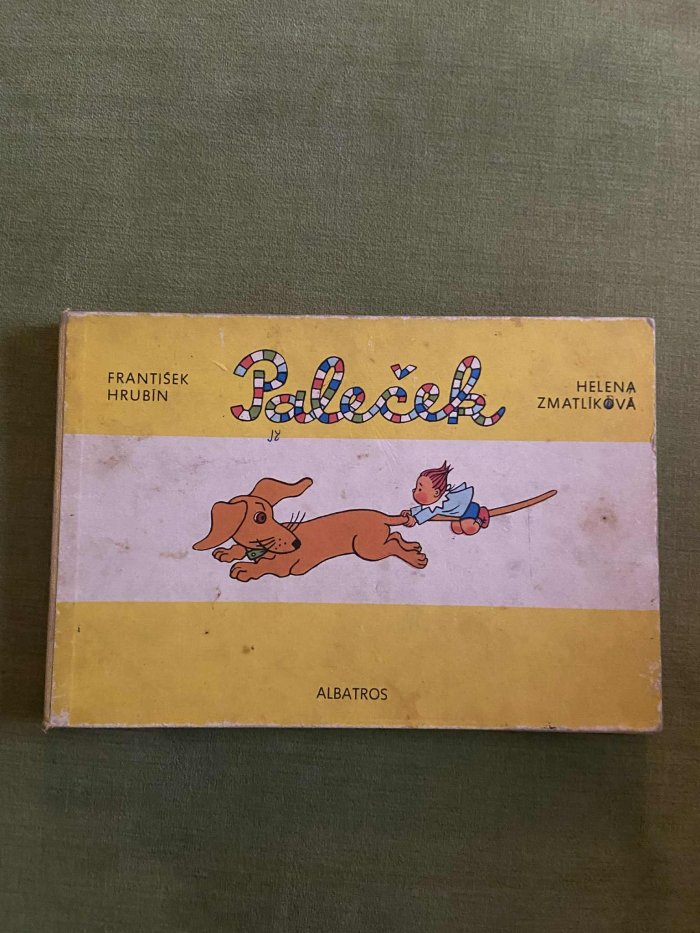 FRANTIŠEK
HRUBÍN
Paleček
HELENA
ZMATLÍKOVÁ
ALBATROS